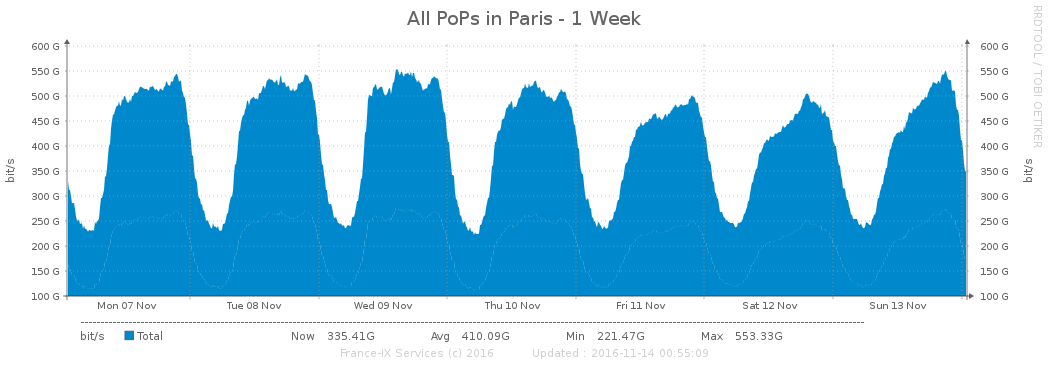 All PoPs in Paris - 1 Week
RRDTOOL / TOBI OETIKER
600 G 600 G
550 G 550 G
500 G 500 G
450 G 450 G
400 G 400 G
350 G 350 G
300 G 300 G
250 G 250 G
200 G 200 G
150 G 150 G
100 G 100 G
bit/s
bit/s
Mon 07 Nov Tue 08 Nov Wed 09 Nov Thu 10 Nov Fri 11 Nov Sat 12 Nov Sun 13 Nov
bit/s Total Now 335.41G Avg 410.09G Min 221.47G Max 553.33G
France-IX Services (c) 2016 Updated : 2016-11-14 00:55:09